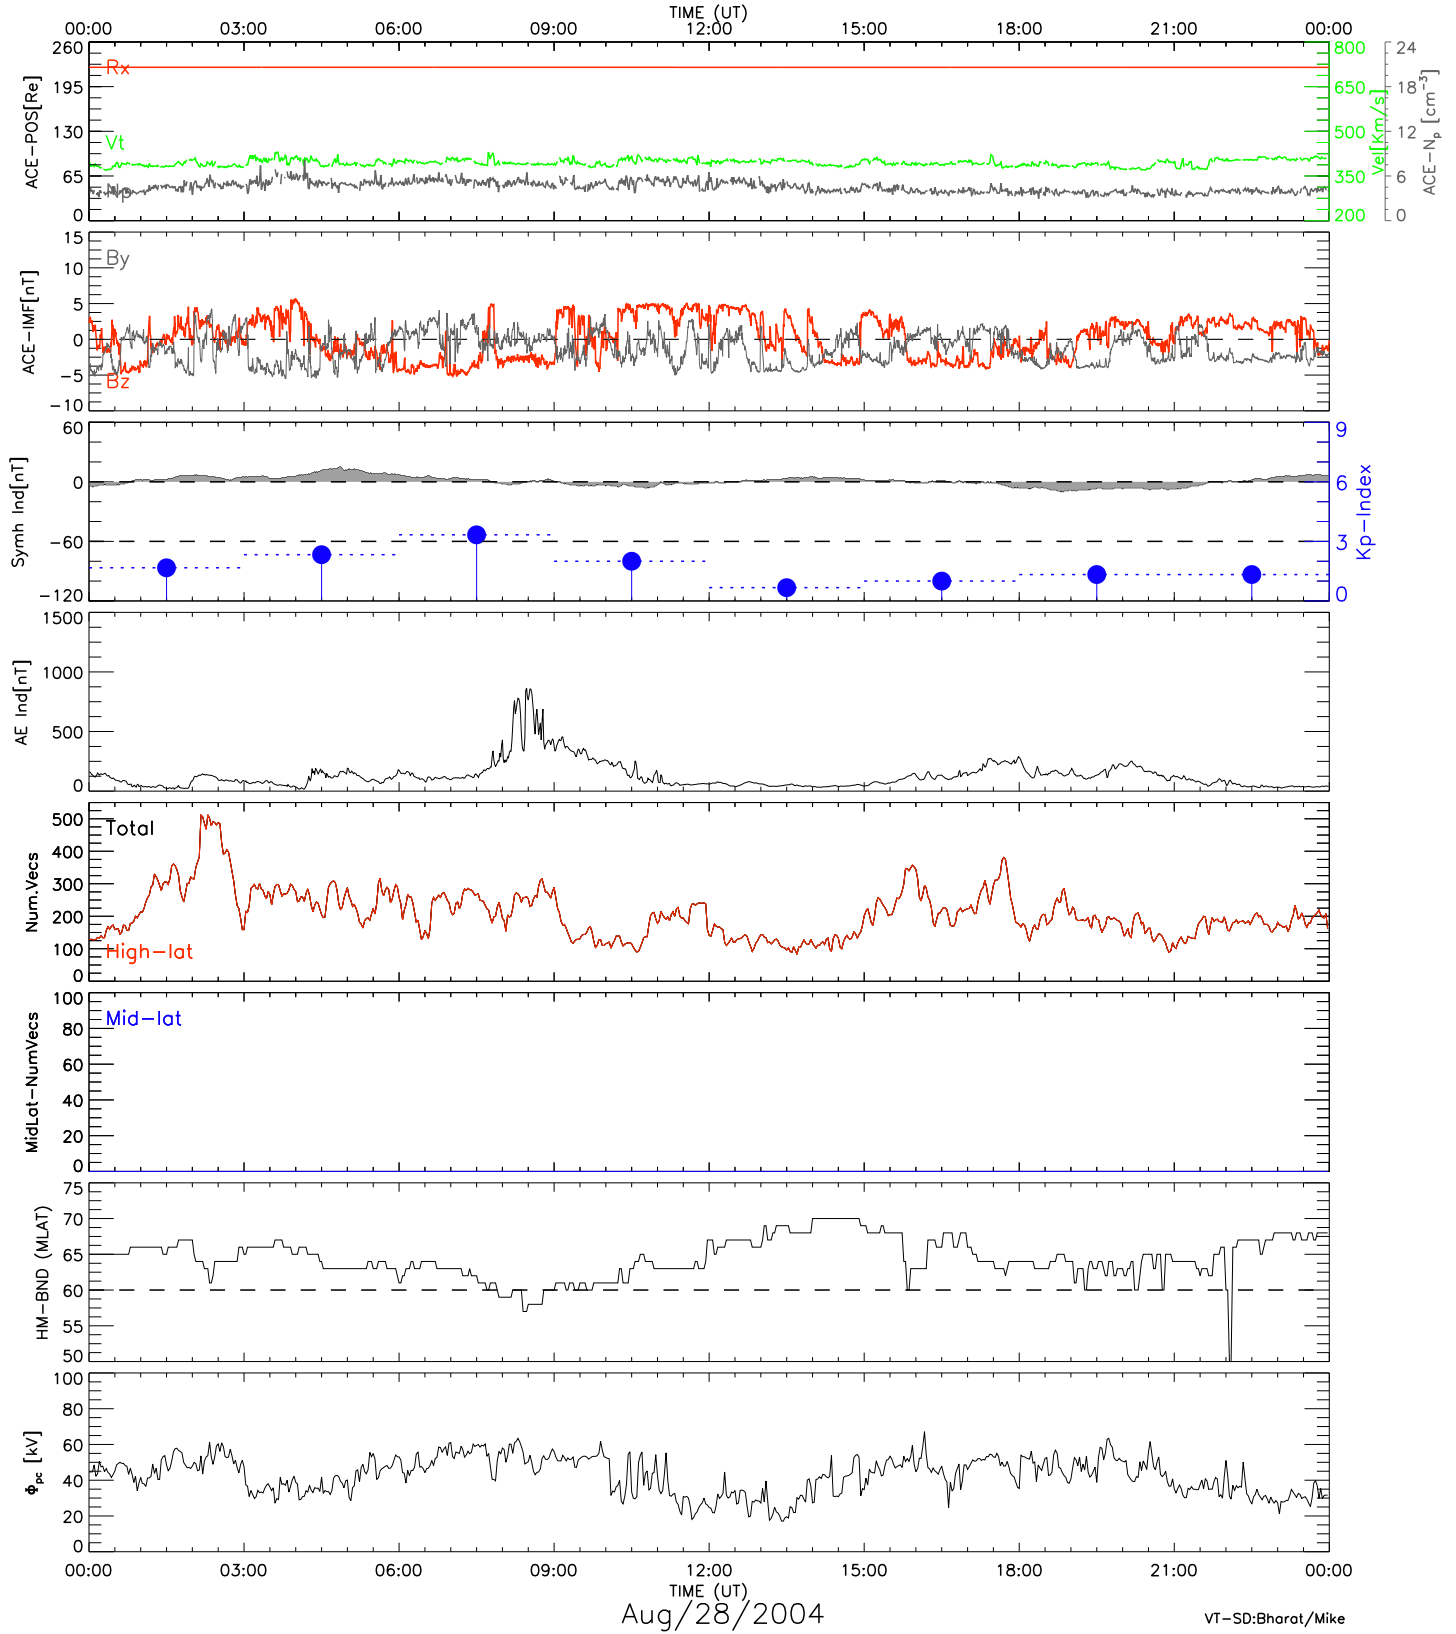 TIME (UT)
00:00 03:00 06:00 09:00 12:00 15:00 18:00 21:00 00:00
260 195 130 65 0
ACE-POS[Re]
Rx
Vt
800 650 500 350 200
Vel[Km/s]
24 18 12 6 0
ACE-Np [cm⁻³]
15 10 5 0 -5 -10
ACE-IMF[nT]
By
Bz
60 0 -60 -120
Symh Ind[nT]
9 6 3 0
Kp-Index
1500 1000 500 0
AE Ind[nT]
500 400 300 200 100 0
Num.Vecs
Total
High-lat
100 80 60 40 20 0
MidLat-NumVecs
Mid-lat
75 70 65 60 55 50
HM-BND (MLAT)
100 80 60 40 20 0
Φpc [kV]
00:00 03:00 06:00 09:00 12:00 15:00 18:00 21:00 00:00
TIME (UT)
Aug/28/2004
VT-SD:Bharat/Mike